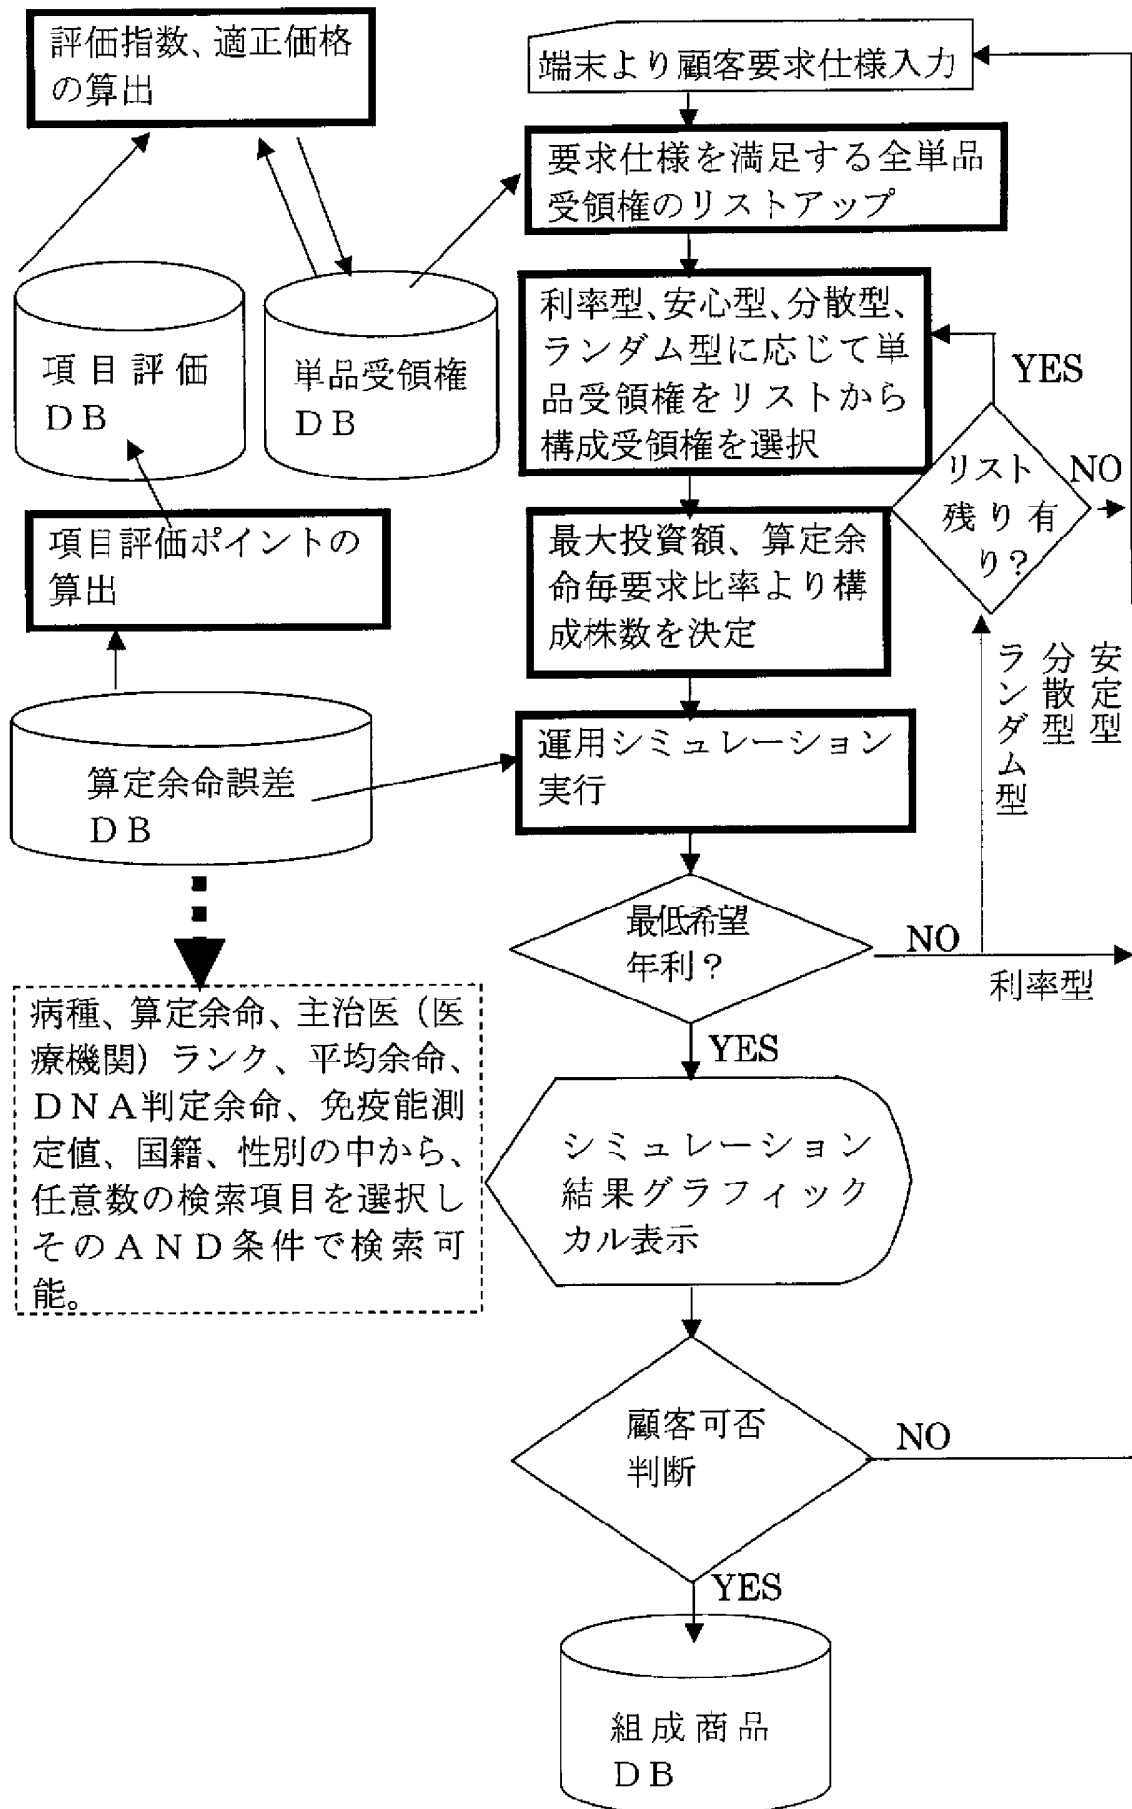 評価指数、適正価格
の算出
端末より顧客要求仕様入力
要求仕様を満足する全単品
受領権のリストアップ
項目評価
ＤＢ
単品受領権
ＤＢ
利率型、安心型、分散型、
ランダム型に応じて単
品受領権をリストから
構成受領権を選択
YES
リスト
残り有
り？
NO
項目評価ポイントの
算出
最大投資額、算定余
命毎要求比率より構
成株数を決定
安定型
分散型
ランダム型
算定余命誤差
ＤＢ
運用シミュレーション
実行
最低希望
年利？
NO
利率型
YES
病種、算定余命、主治医（医
療機関）ランク、平均余命、
ＤＮＡ判定余命、免疫能測
定値、国籍、性別の中から、
任意数の検索項目を選択し
そのＡＮＤ条件で検索可
能。
シミュレーション
結果グラフィック
カル表示
顧客可否
判断
NO
YES
組成商品
ＤＢ